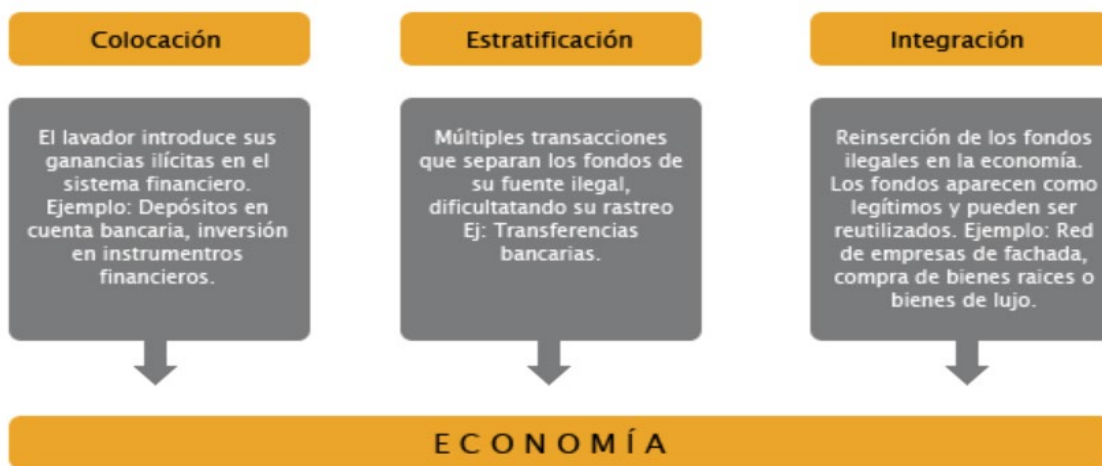 Colocación
El lavador introduce sus
ganancias ilícitas en el
sistema financiero.
Ejemplo: Depósitos en
cuenta bancaria, inversión
en instrumentros
financieros.
Estratificación
Múltiples transacciones
que separan los fondos de
su fuente ilegal,
dificultatando su rastreo
Ej: Transferencias
bancarias.
Integración
Reinserción de los fondos
ilegales en la economía.
Los fondos aparecen como
legítimos y pueden ser
reutilizados. Ejemplo: Red
de empresas de fachada,
compra de bienes raices o
bienes de lujo.
ECONOMÍA